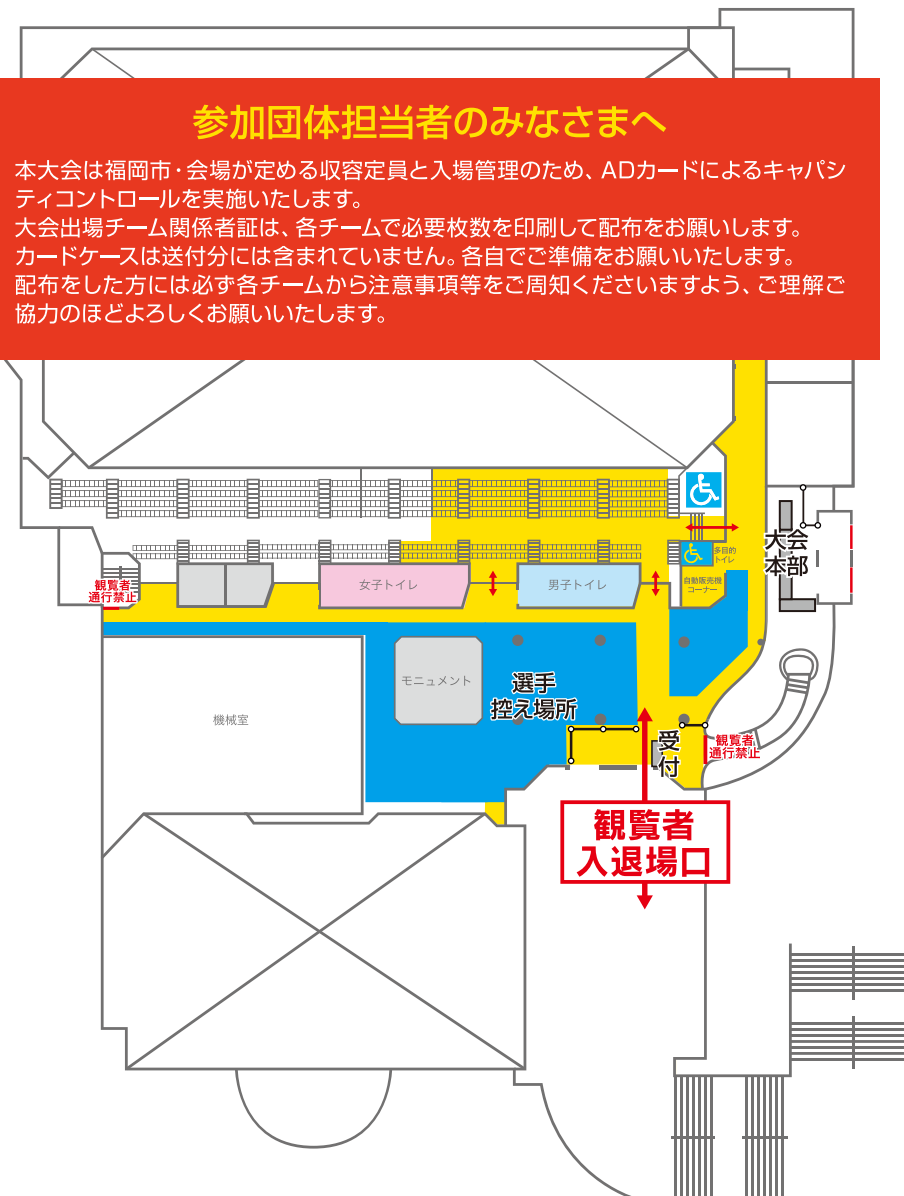 参加団体担当者のみなさまへ
本大会は福岡市・会場が定める収容定員と入場管理のため、ADカードによるキャパシ
ティコントロールを実施いたします。
大会出場チーム関係者証は、各チームで必要枚数を印刷して配布をお願いします。
カードケースは送付分には含まれていません。各自でご準備をお願いいたします。
配布をした方には必ず各チームから注意事項等をご周知くださいますよう、ご理解ご
協力のほどよろしくお願いいたします。
大会
本部
多目的
トイレ
観覧者
通行禁止
女子トイレ
男子トイレ
自動販売機
コーナー
モニュメント
選手
控え場所
機械室
受
付
観覧者
通行禁止
観覧者
入退場口